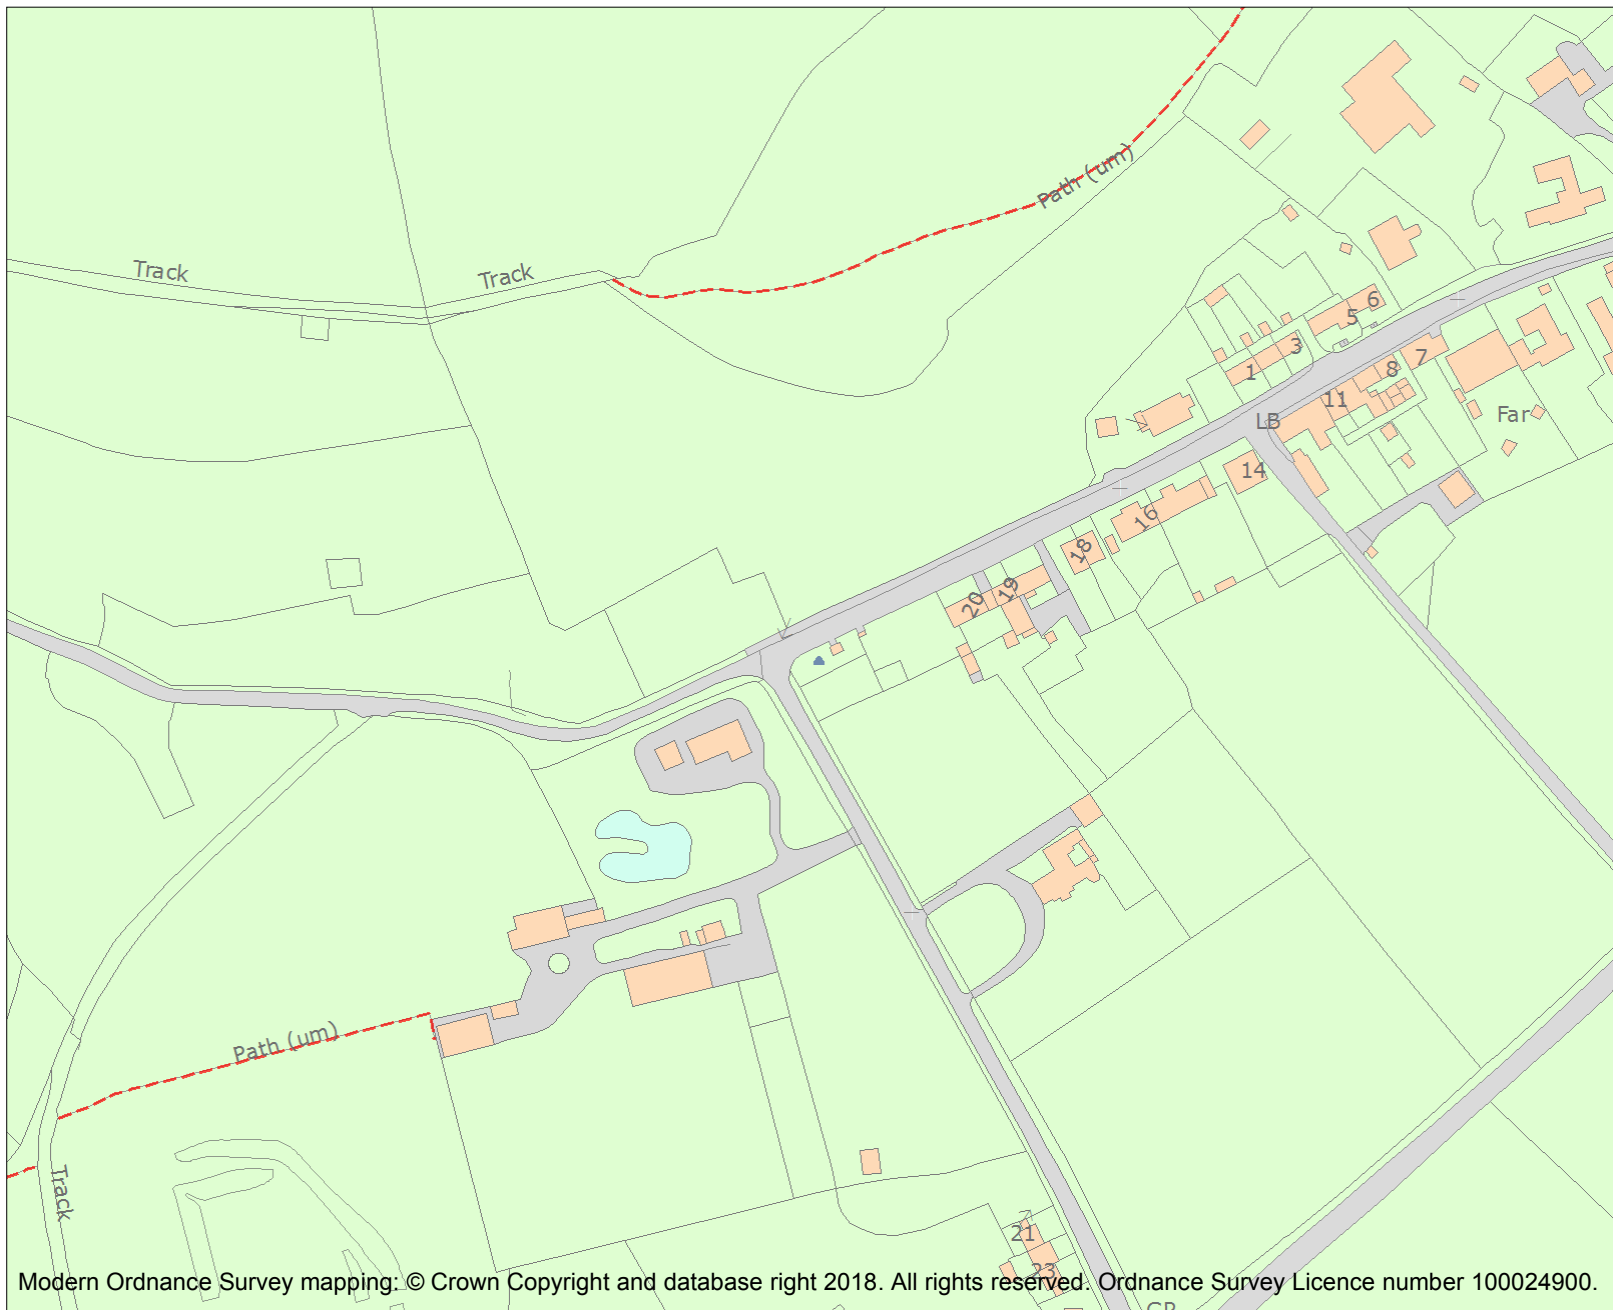 Path (um)
Track
Track
6
5
3
1
7
8
11
LB
Far
14
16
18
19
20
Path (um)
Track
21
23
Modern Ordnance Survey mapping: © Crown Copyright and database right 2018. All rights reserved. Ordnance Survey Licence number 100024900.